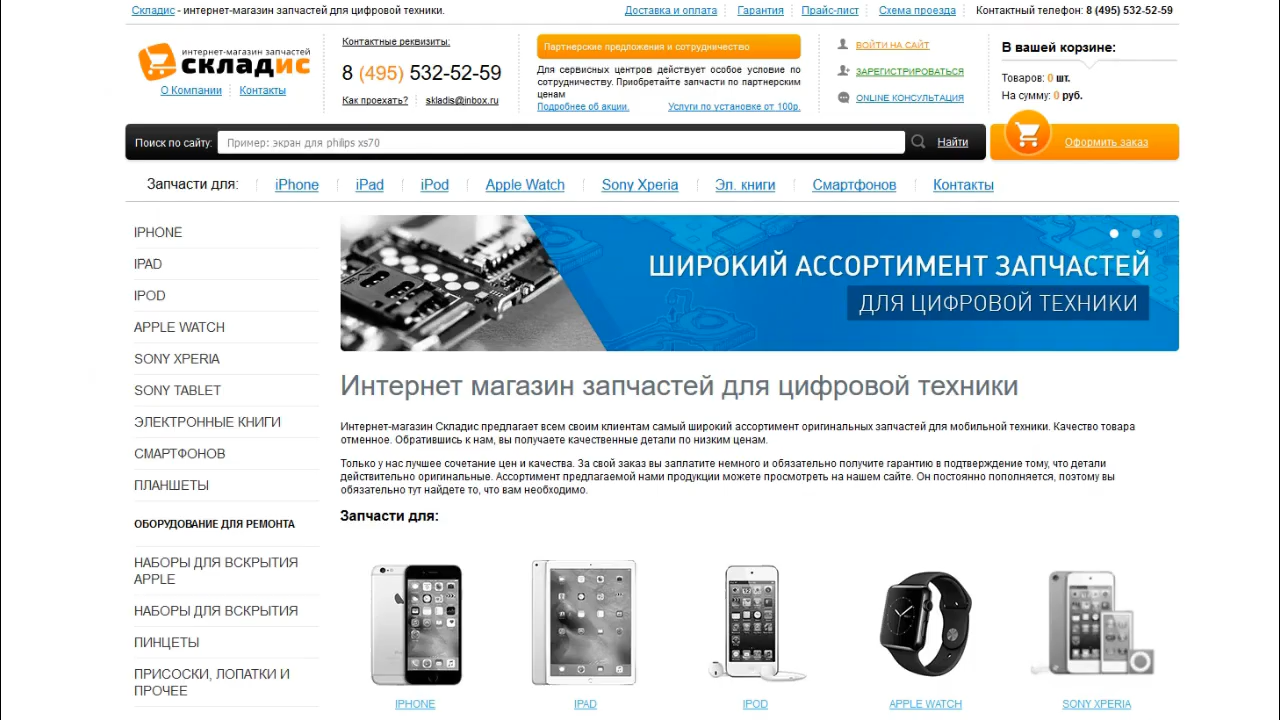 Складис - интернет-магазин запчастей для цифровой техники.
Доставка и оплата
Гарантия
Прайс-лист
Схема проезда
Контактный телефон: 8 (495) 532-52-59
интернет-магазин запчастей
складис
О Компании
Контакты
Контактные реквизиты:
8 (495) 532-52-59
Как проехать?
skladis@inbox.ru
Партнерские предложения и сотрудничество
Для сервисных центров действует особое условие по
сотрудничеству. Приобретайте запчасти по партнерским
ценам
Подробнее об акции.
Услуги по установке от 100р.
ВОЙТИ НА САЙТ
ЗАРЕГИСТРИРОВАТЬСЯ
ONLINE КОНСУЛЬТАЦИЯ
В вашей корзине:
Товаров: 0 шт.
На сумму: 0 руб.
Поиск по сайту:
Пример: экран для philips xs70
Найти
Оформить заказ
Запчасти для:
iPhone
iPad
iPod
Apple Watch
Sony Xperia
Эл. книги
Смартфонов
Контакты
IPHONE
IPAD
IPOD
APPLE WATCH
SONY XPERIA
SONY TABLET
ЭЛЕКТРОННЫЕ КНИГИ
СМАРТФОНОВ
ПЛАНШЕТЫ
ОБОРУДОВАНИЕ ДЛЯ РЕМОНТА
НАБОРЫ ДЛЯ ВСКРЫТИЯ
APPLE
НАБОРЫ ДЛЯ ВСКРЫТИЯ
ПИНЦЕТЫ
ПРИСОСКИ, ЛОПАТКИ И
ПРОЧЕЕ
ШИРОКИЙ АССОРТИМЕНТ ЗАПЧАСТЕЙ
ДЛЯ ЦИФРОВОЙ ТЕХНИКИ
Интернет магазин запчастей для цифровой техники
Интернет-магазин Складис предлагает всем своим клиентам самый широкий ассортимент оригинальных запчастей для мобильной техники. Качество товара
отменное. Обратившись к нам, вы получаете качественные детали по низким ценам.
Только у нас лучшее сочетание цен и качества. За свой заказ вы заплатите немного и обязательно получите гарантию в подтверждение тому, что детали
действительно оригинальные. Ассортимент предлагаемой нами продукции можете просмотреть на нашем сайте. Он постоянно пополняется, поэтому вы
обязательно тут найдете то, что вам необходимо.
Запчасти для:
IPHONE
IPAD
IPOD
APPLE WATCH
SONY XPERIA